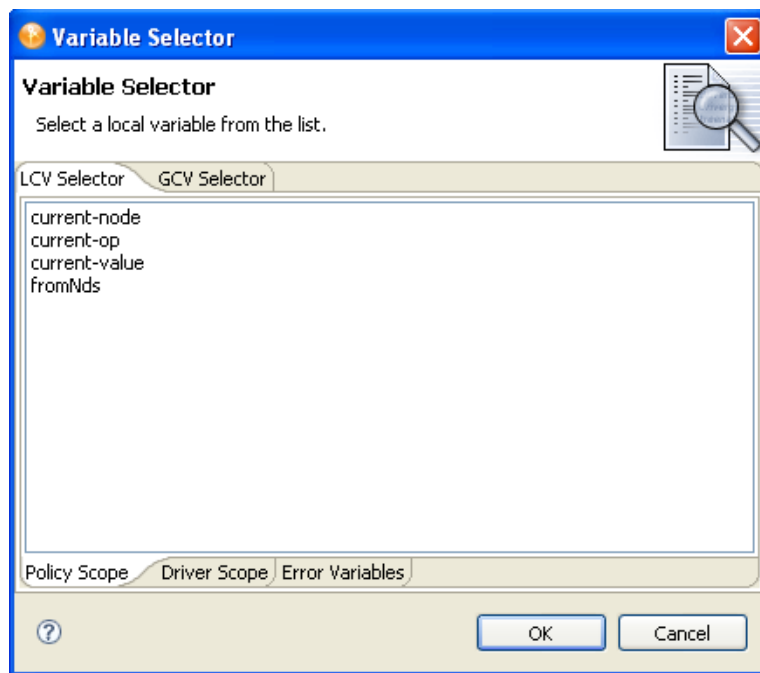 Variable Selector
Variable Selector
Select a local variable from the list.
LCV Selector GCV Selector
current-node
current-op
current-value
fromNds
Policy Scope Driver Scope Error Variables
? OK Cancel